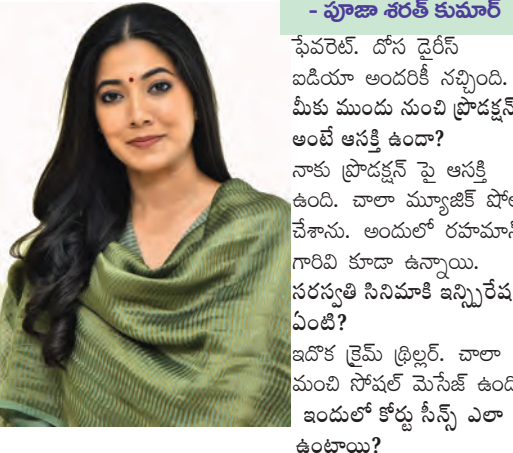 - పూజా శరత్ కుమార్
ఫేవరెట్. దోస డైరీస్
ఐడియా అందరికీ నచ్చింది.
మీకు ముందు నుంచి ప్రొడక్షన్
అంటే ఆసక్తి ఉందా?
నాకు ప్రొడక్షన్ పై ఆసక్తి
ఉంది. చాలా మ్యూజిక్ షోల
చేశాను. అందులో రహమాన్
గారివి కూడా ఉన్నాయి.
సరస్వతి సినిమాకి ఇన్స్పిరేష
ఏంటి?
ఇదొక క్రైమ్ థ్రిల్లర్. చాలా
మంచి సోషల్ మెసేజ్ ఉంది
ఇందులో కోర్టు సీన్స్ ఎలా
ఉంటాయి?